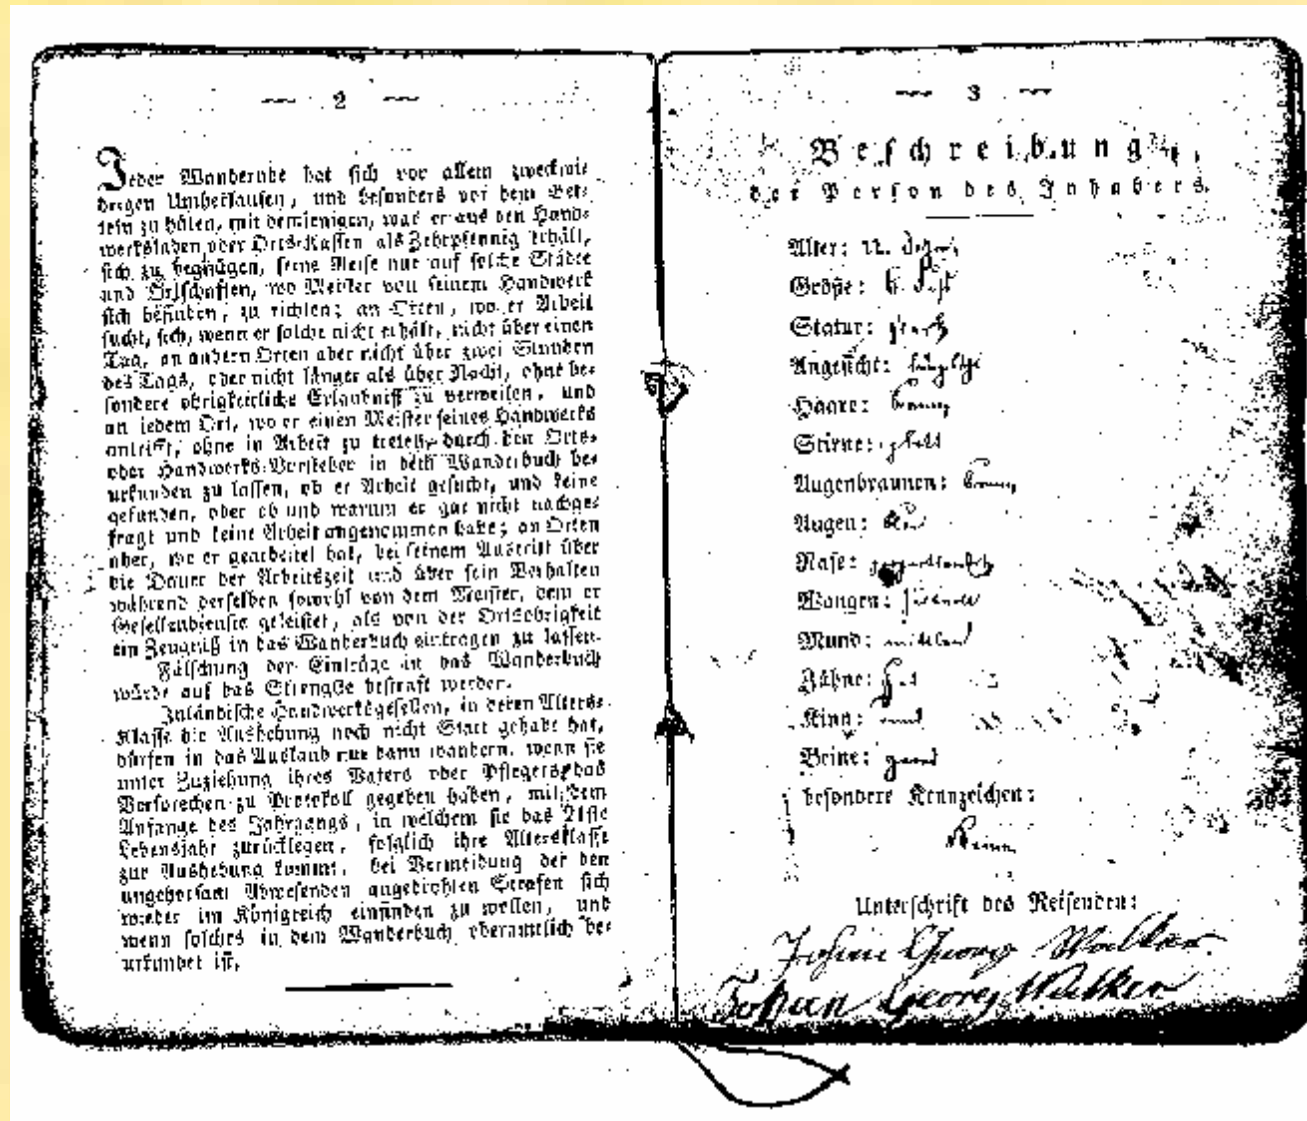 2
Jeder Wandernde hat sich vor allem zweckwi-
drigen Umherlaufen, und besonders vor dem Bet-
teln zu hüten, mit demjenigen, was er aus den Hand-
werksladen oder Orts-Kassen als Zehrpfennig erhält,
sich zu begnügen, seine Reise nur auf solche Städte
und Ortschaften, wo Meister von seinem Handwerk
sich befinden, zu richten; an Orten, wo er Arbeit
sucht, sich, wenn er solche nicht erhält, nicht über einen
Tag, an andern Orten aber nicht über zwei Stunden
des Tags, oder nicht länger als über Nacht, ohne be-
sondere obrigkeitliche Erlaubniß zu verweilen, und
an jedem Ort, wo er einen Meister seines Handwerks
antrifft, ohne in Arbeit zu treten, durch den Orts-
oder Handwerks-Vorsteher in dem Wanderbuch be-
urkunden zu lassen, ob er Arbeit gesucht, und keine
gefunden, oder ob und warum er gar nicht nachge-
fragt und keine Arbeit angenommen habe; an Orten
aber, wo er gearbeitet hat, bei seinem Austritt über
die Dauer der Arbeitszeit und über sein Verhalten
während derselben sowohl von dem Meister, dem er
Gesellendienste geleistet, als von der Ortsobrigkeit
ein Zeugniß in das Wanderbuch eintragen zu lassen.
Fälschung der Einträge in das Wanderbuch
würde auf das Strengste bestraft werden.
Inländische Handwerksgesellen, in deren Alters-
Klasse die Aushebung noch nicht Statt gehabt hat,
dürfen in das Ausland nur dann wandern, wenn sie
unter Zuziehung ihres Vaters oder Pflegers das
Versprechen zu Protokoll gegeben haben, mit dem
Anfange des Jahrgangs, in welchem sie das 21ste
Lebensjahr zurücklegen, folglich ihre Altersklasse
zur Aushebung kommt, bei Vermeidung der den
ungehorsam Abwesenden angedrohten Strafen sich
wieder im Königreich einfinden zu wollen, und
wenn solches in dem Wanderbuch oberamtlich be-
urkundet ist.
3
Beschreibung
der Person des Inhabers.
Alter:
Größe: 6
Statur: stark
Angesicht: länglich
Haare: braun
Stirne: glatt
Augenbraunen: braun
Augen:
Nase:
Wangen:
Mund: mittel
Zähne: gut
Kinn: rund
Beine: grad
besondere Kennzeichen:
Keine
Unterschrift des Reisenden:
Johann Georg Walker
Johann Georg Walker